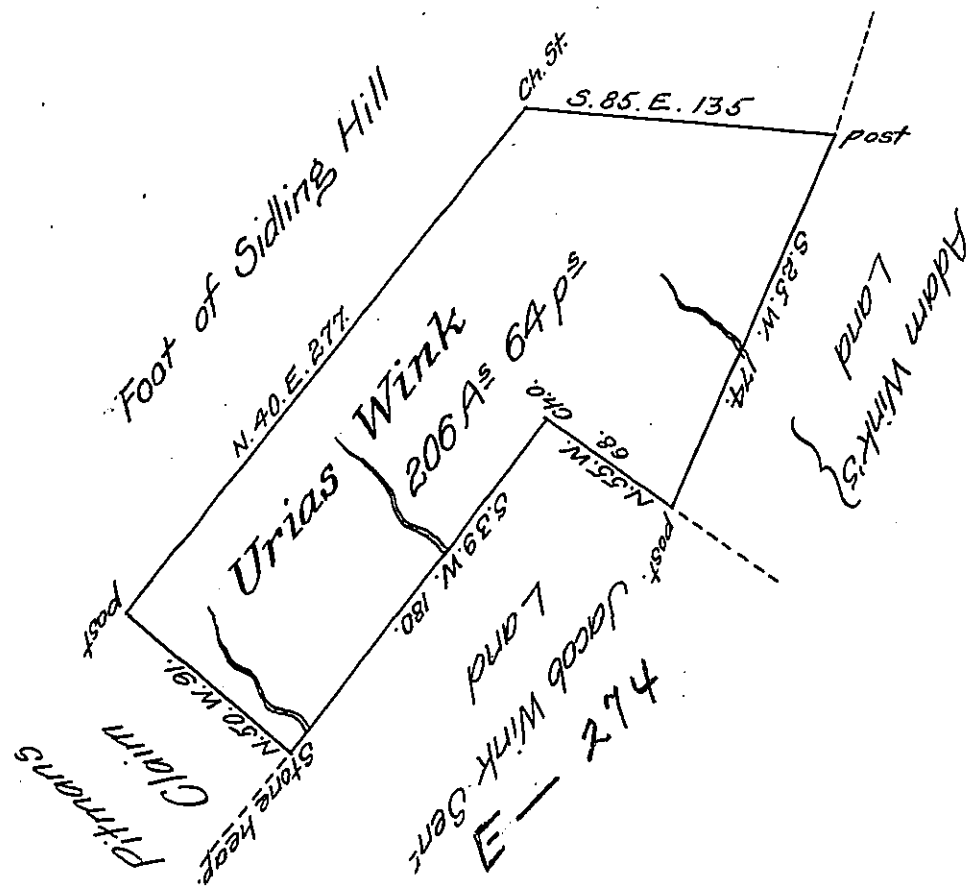 Ch. St.
S. 85. E. 135
post
Foot of Sidling Hill
N. 40. E. 277.
S. 25. W. 174.
Adam Wink's
Land
Urias Wink
206 As 64 ps
Ch.O.
N. 55. W.
68.
post.
S. 39. W. 180.
Jacob Wink Senr
Land
E — 274
post
N. 50. W. 91.
Stone heap.
Pitmans
Claim